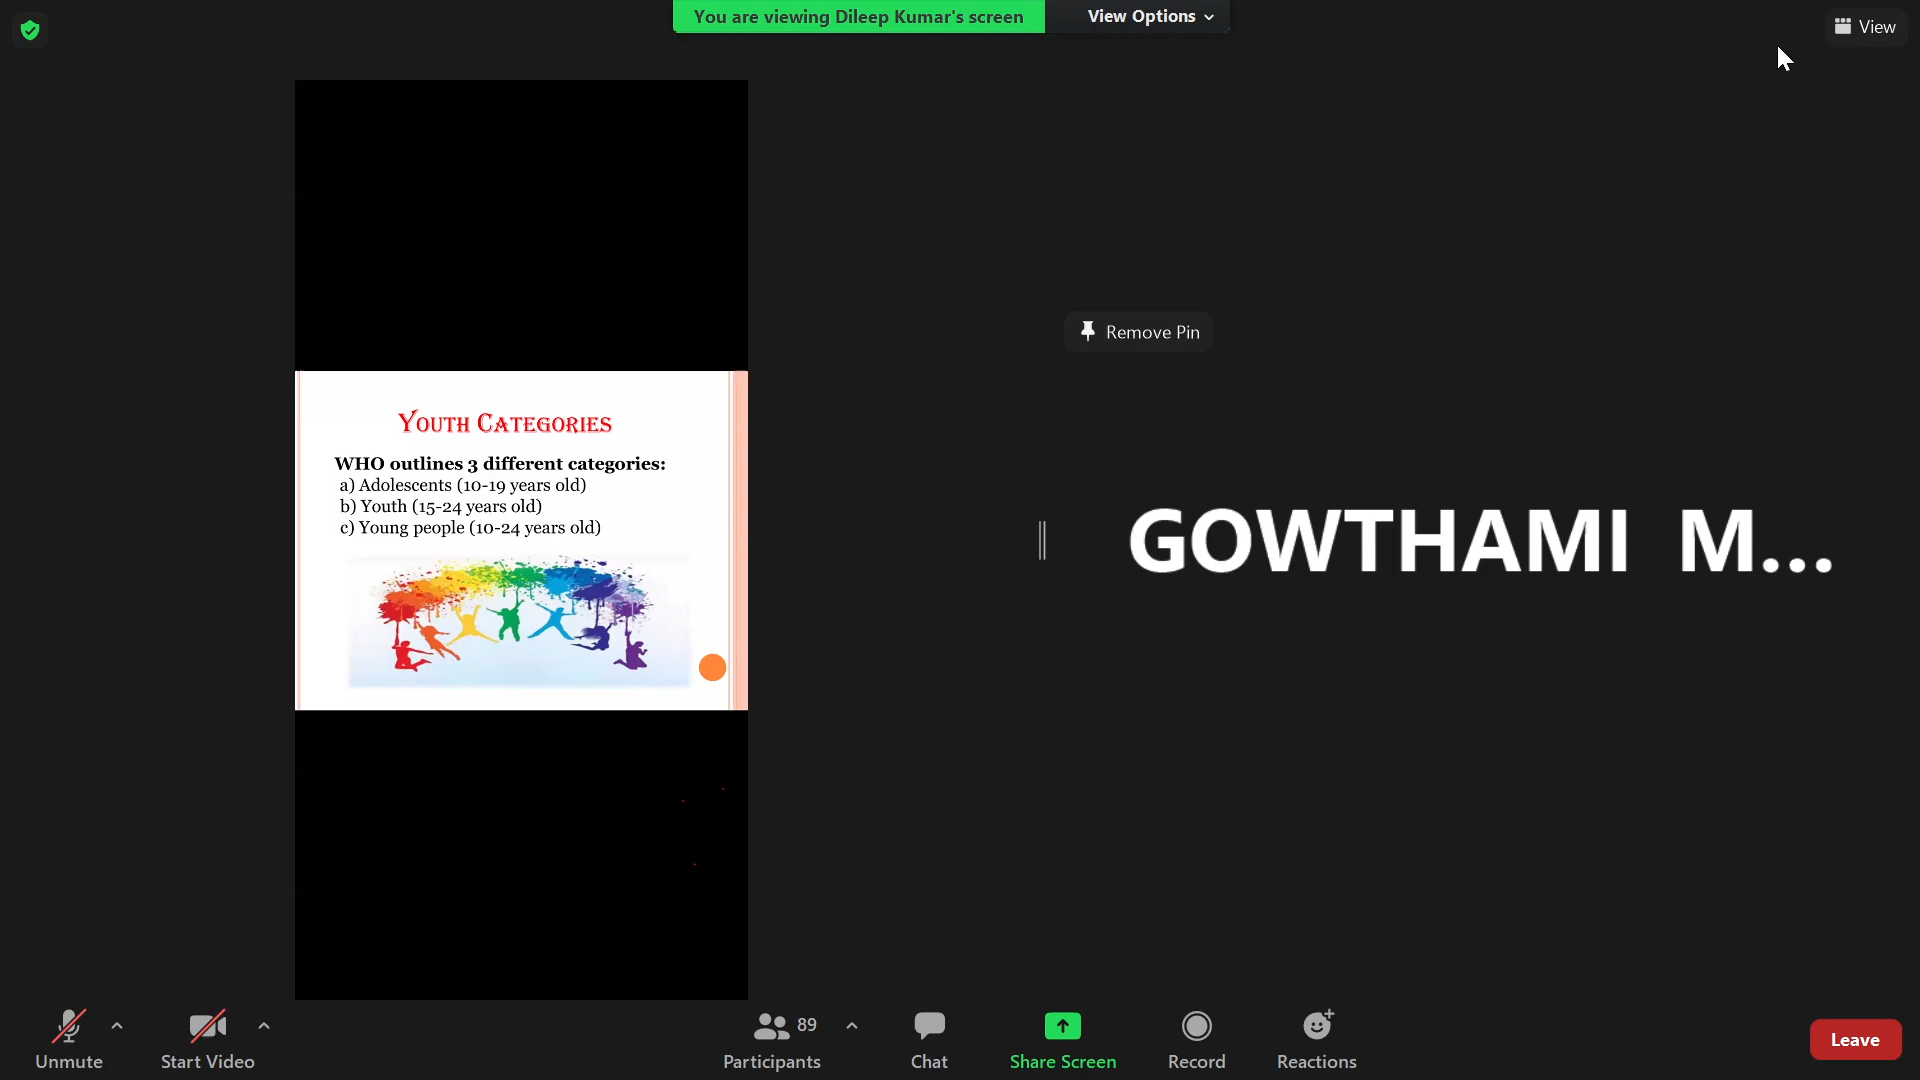 You are viewing Dileep Kumar's screen
View Options
View
Remove Pin
YOUTH CATEGORIES
WHO outlines 3 different categories:
a) Adolescents (10-19 years old)
b) Youth (15-24 years old)
c) Young people (10-24 years old)
GOWTHAMI M...
Unmute
Start Video
89
Participants
Chat
Share Screen
Record
Reactions
Leave